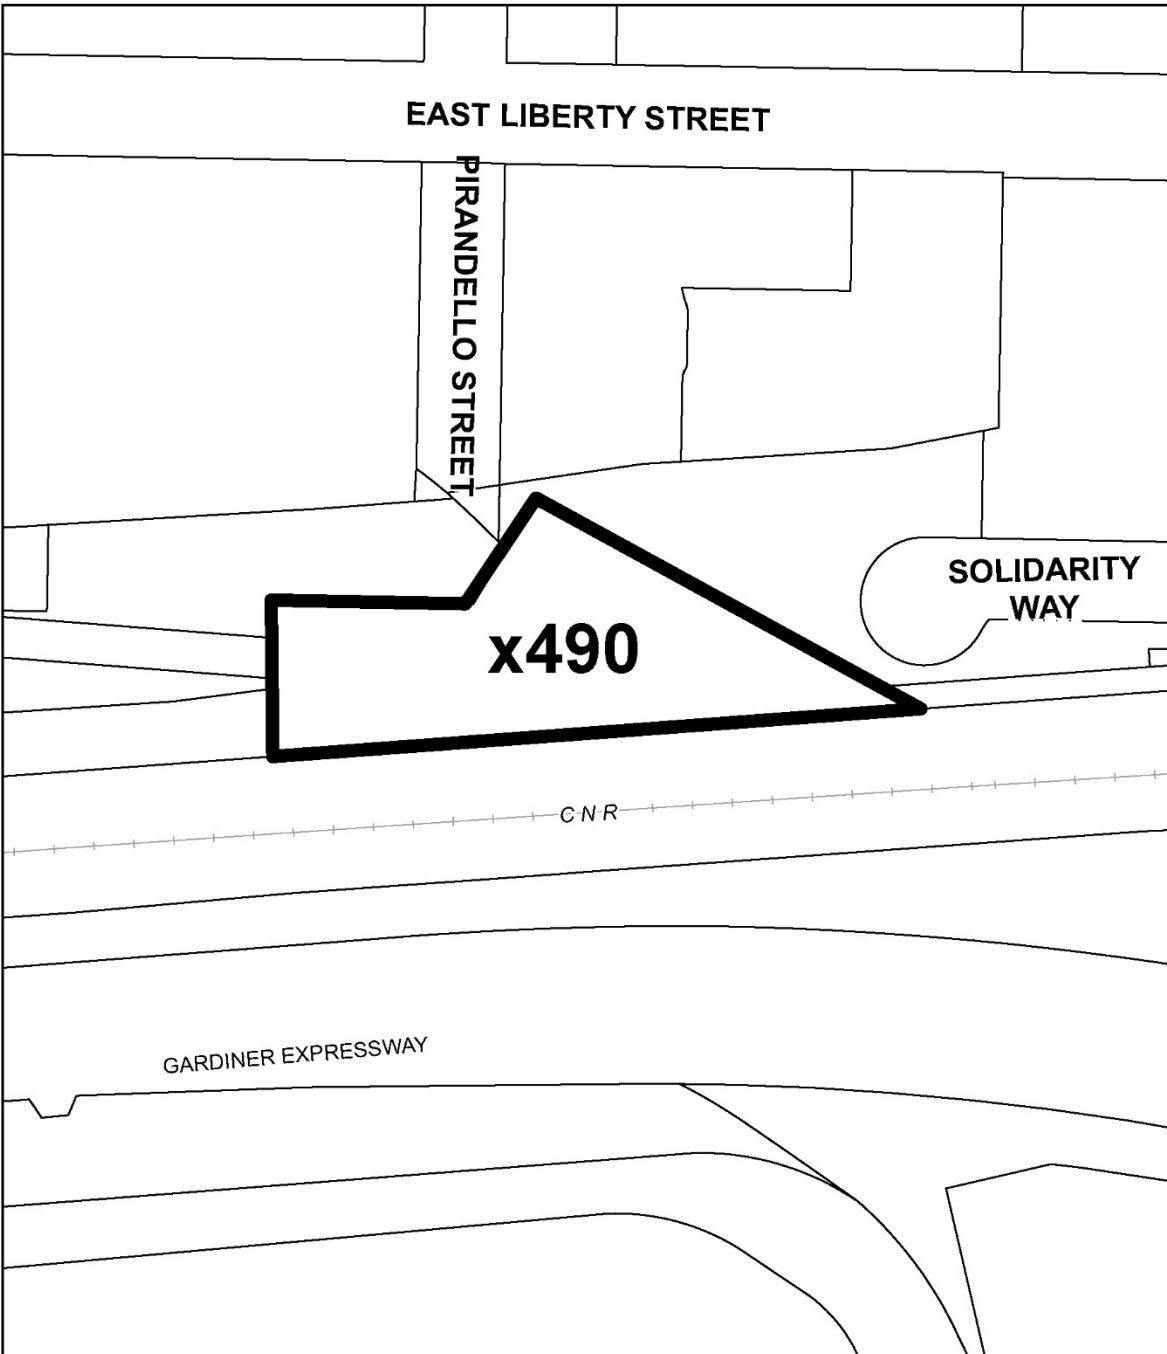 EAST LIBERTY STREET
PIRANDELLO STREET
SOLIDARITY
WAY
x490
CNR
GARDINER EXPRESSWAY